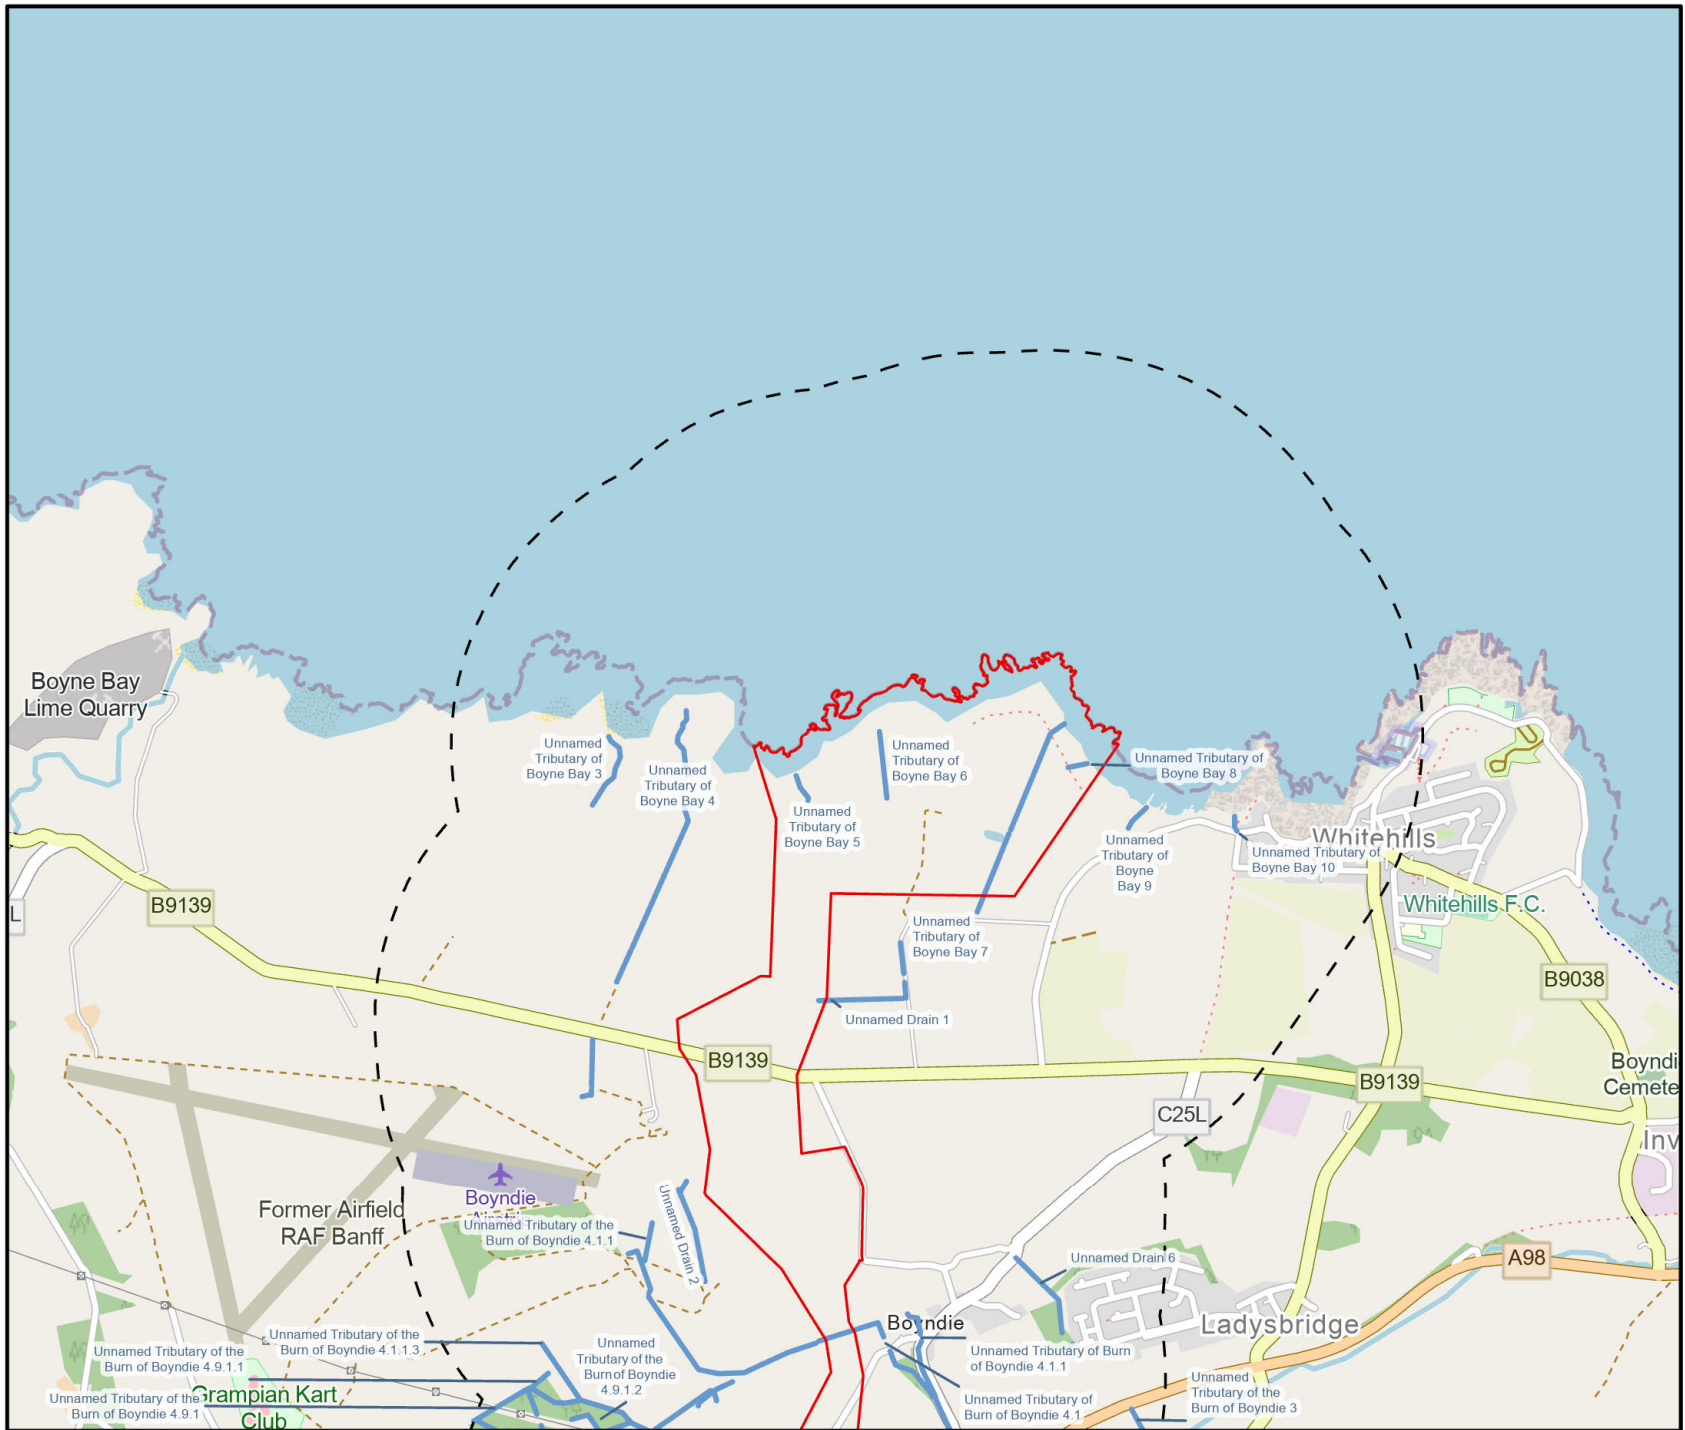 Boyne Bay
Lime Quarry
Unnamed
Tributary of
Boyne Bay 3
Unnamed
Tributary of
Boyne Bay 4
Unnamed
Tributary of
Boyne Bay 5
Unnamed
Tributary of
Boyne Bay 6
Unnamed Tributary of
Boyne Bay 8
Unnamed
Tributary of
Boyne
Bay 9
Whitehills
Unnamed Tributary of
Boyne Bay 10
B9139
L
Whitehills F.C.
Unnamed
Tributary of
Boyne Bay 7
B9038
Unnamed Drain 1
B9139
B9139
Boyndi
Cemete
C25L
Inv
Boyndie
Former Airfield
RAF Banff
Unnamed Tributary of the
Burn of Boyndie 4.1.1
Unnamed Drain 2
Unnamed Drain 6
A98
Boyndie
Ladysbridge
Unnamed Tributary of the
Burn of Boyndie 4.1.1.3
Unnamed Tributary of the
Burn of Boyndie 4.9.1.1
Unnamed
Tributary of the
Burn of Boyndie
4.9.1.2
Unnamed Tributary of Burn
of Boyndie 4.1.1
Unnamed Tributary of the
Burn of Boyndie 4.9.1
Grampian Kart
Club
Unnamed Tributary of
Burn of Boyndie 4.1
Unnamed
Tributary of the
Burn of Boyndie 3